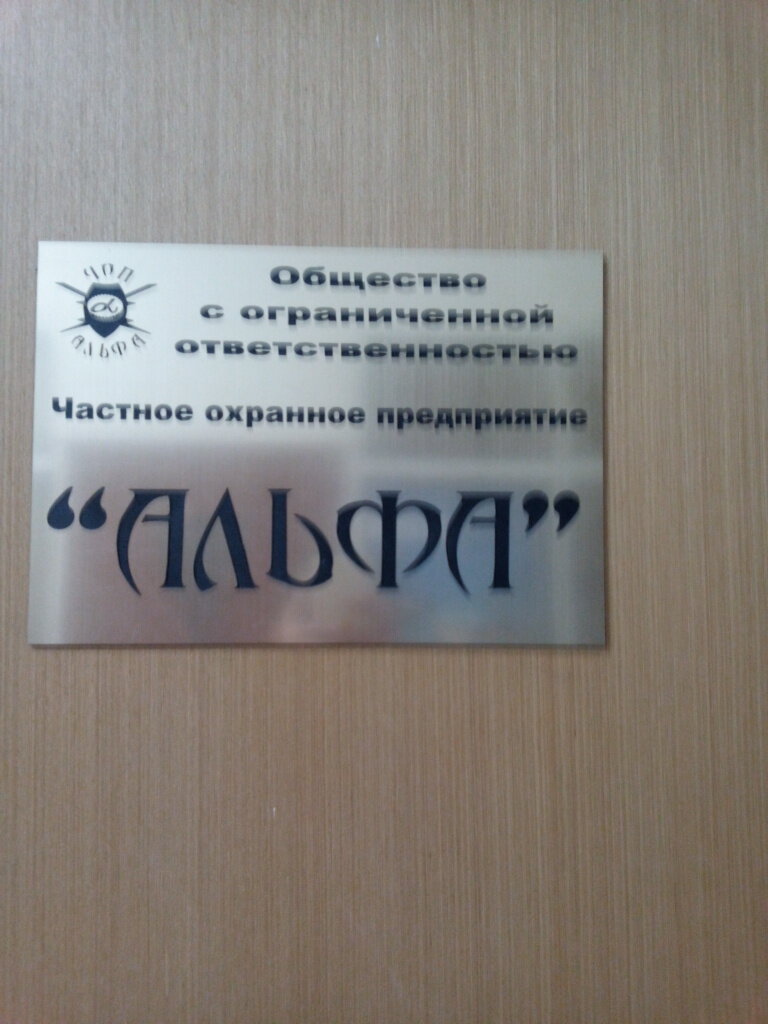 ЧОП
АЛЬФА
Общество
с ограниченной
ответственностью
Частное охранное предприятие
“АЛЬФА”